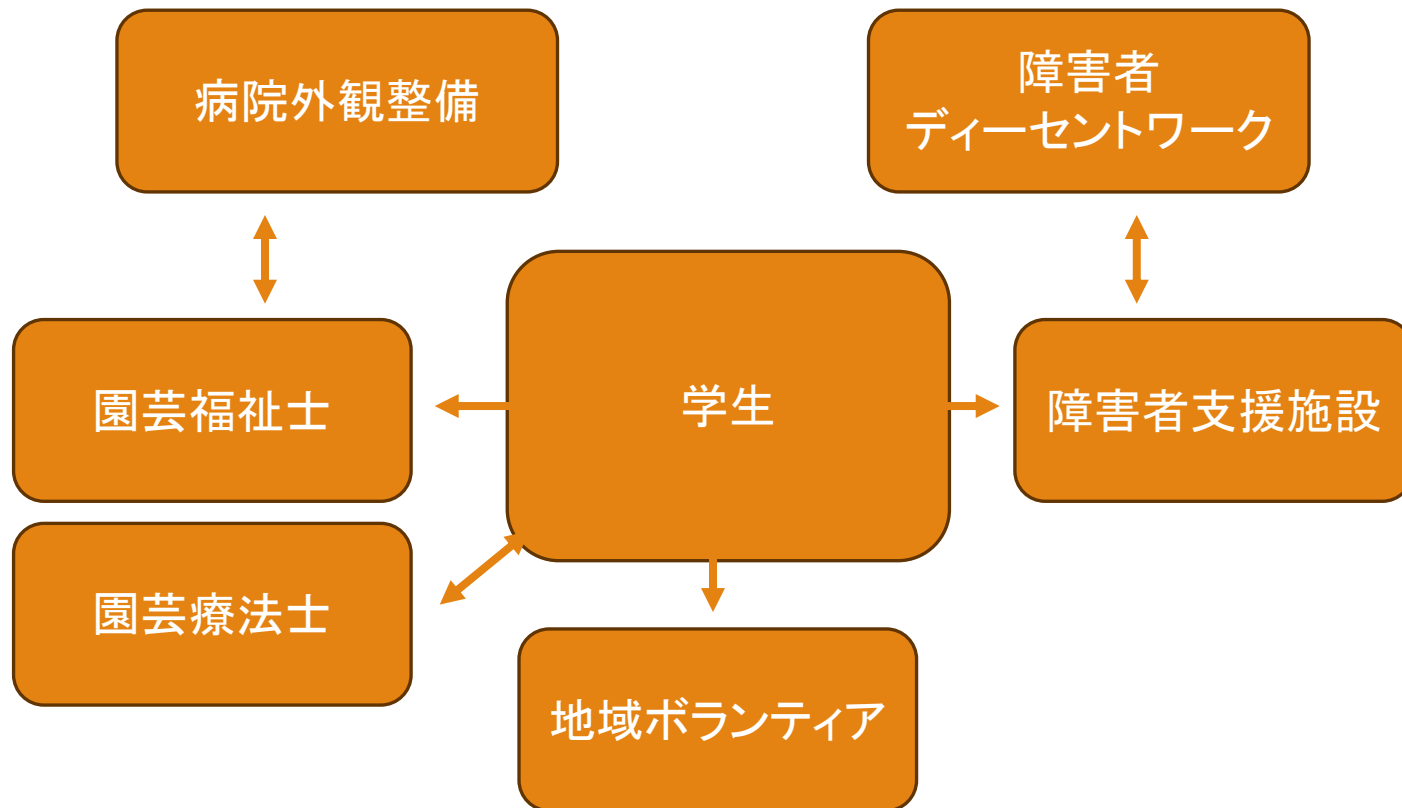 病院外観整備
障害者
ディーセントワーク
園芸福祉士
学生
障害者支援施設
園芸療法士
地域ボランティア